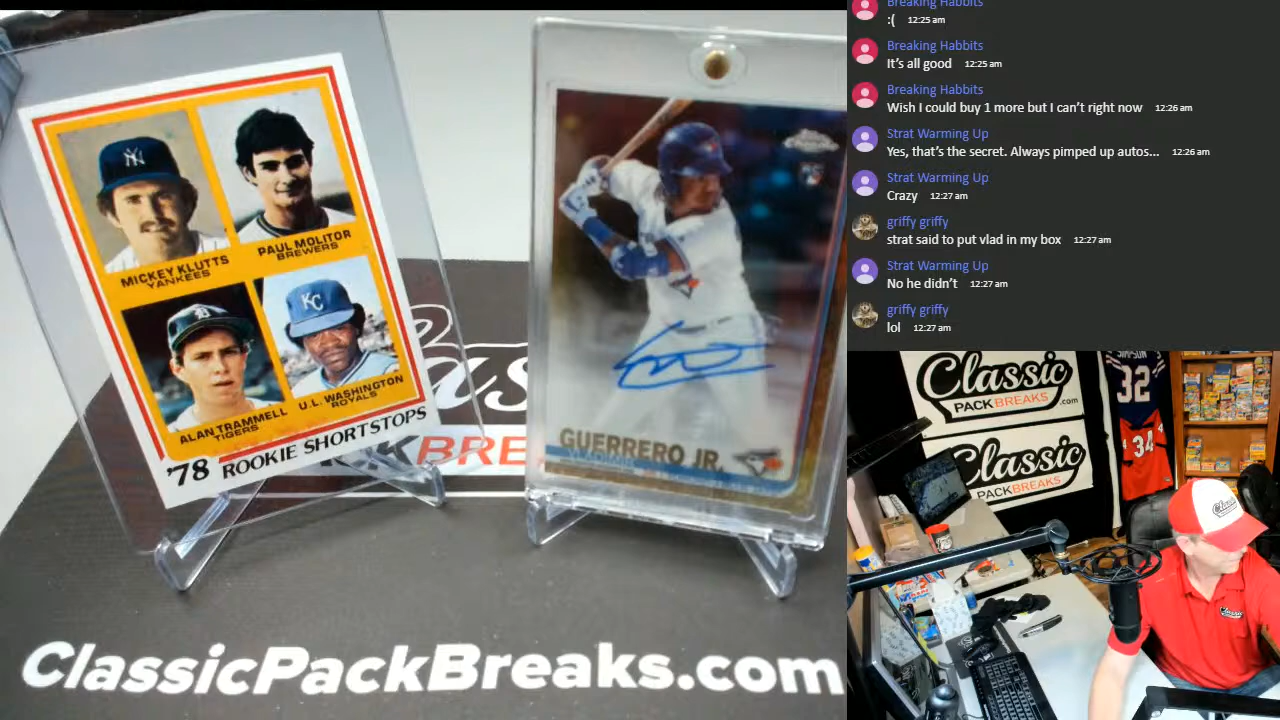 MICKEY KLUTTS
YANKEES
PAUL MOLITOR
BREWERS
ALAN TRAMMELL
TIGERS
U.L. WASHINGTON
ROYALS
'78 ROOKIE SHORTSTOPS
GUERRERO JR.
ClassicPackBreaks.com
Breaking Habbits
:( 12:25 am
Breaking Habbits
It's all good 12:25 am
Breaking Habbits
Wish I could buy 1 more but I can't right now 12:26 am
Strat Warming Up
Yes, that's the secret. Always pimped up autos... 12:26 am
Strat Warming Up
Crazy 12:27 am
griffy griffy
strat said to put vlad in my box 12:27 am
Strat Warming Up
No he didn't 12:27 am
griffy griffy
lol 12:27 am
Classic
PACKBREAKS.com
Classic
PACKBREAKS
SIMPSON
32
34